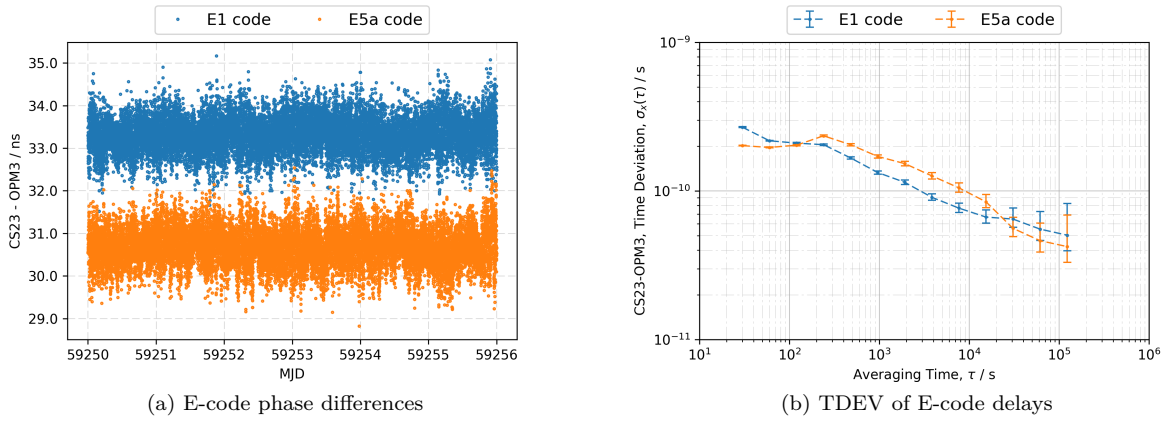 E1 code E5a code
35.0
34.0
33.0
32.0
31.0
30.0
29.0
CS23 - OPM3 / ns
59250 59251 59252 59253 59254 59255 59256
MJD
(a) E-code phase differences
E1 code E5a code
10⁻⁹
10⁻¹⁰
10⁻¹¹
CS23-OPM3, Time Deviation, σₓ(τ) / s
10¹ 10² 10³ 10⁴ 10⁵ 10⁶
Averaging Time, τ / s
(b) TDEV of E-code delays